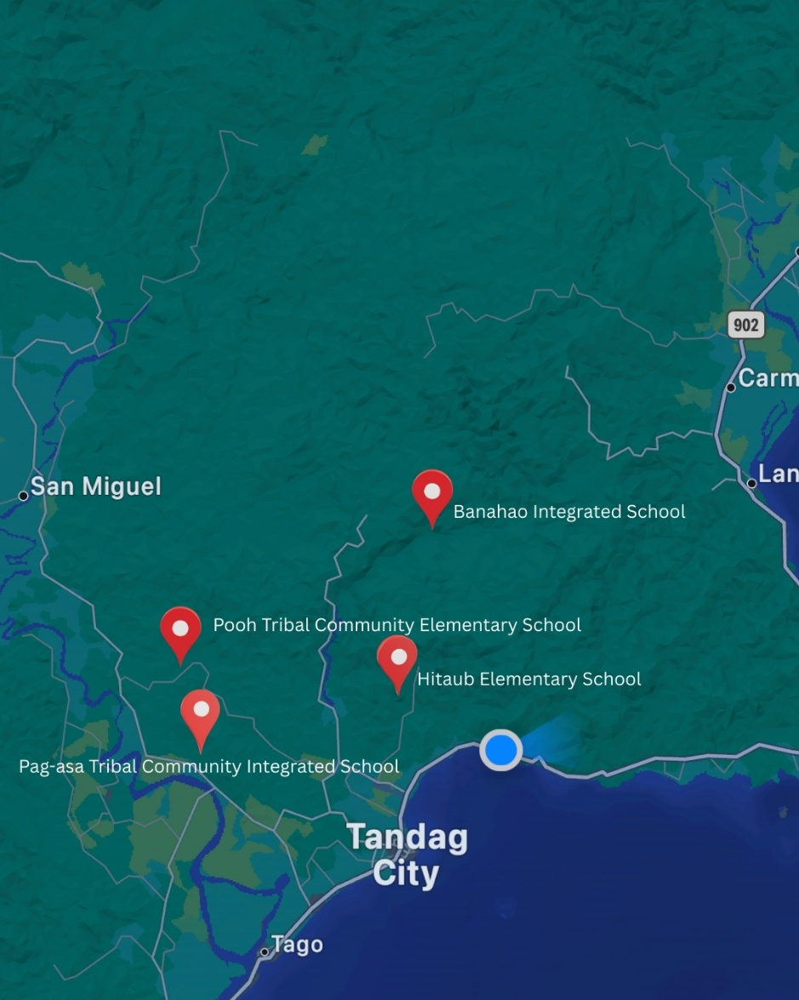 902
Carm
Lan
San Miguel
Banahao Integrated School
Pooh Tribal Community Elementary School
Hitaub Elementary School
Pag-asa Tribal Community Integrated School
Tandag
City
Tago